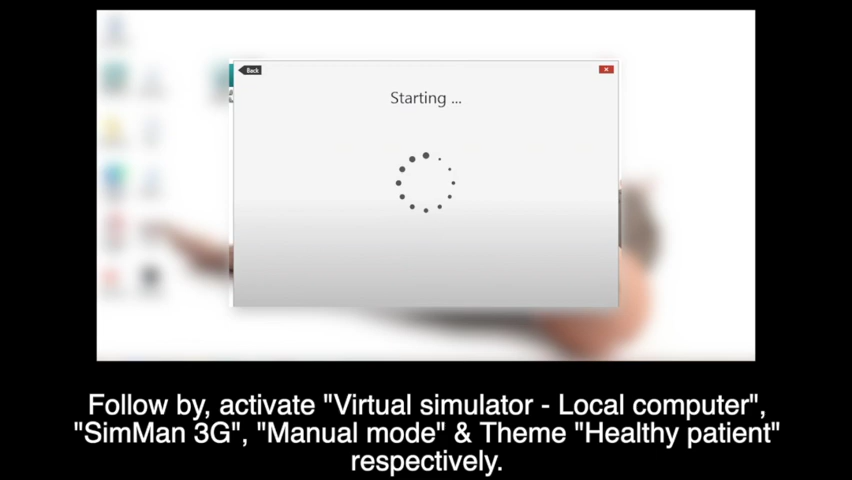 Back
Starting ...
Follow by, activate "Virtual simulator - Local computer",
"SimMan 3G", "Manual mode" & Theme "Healthy patient"
respectively.